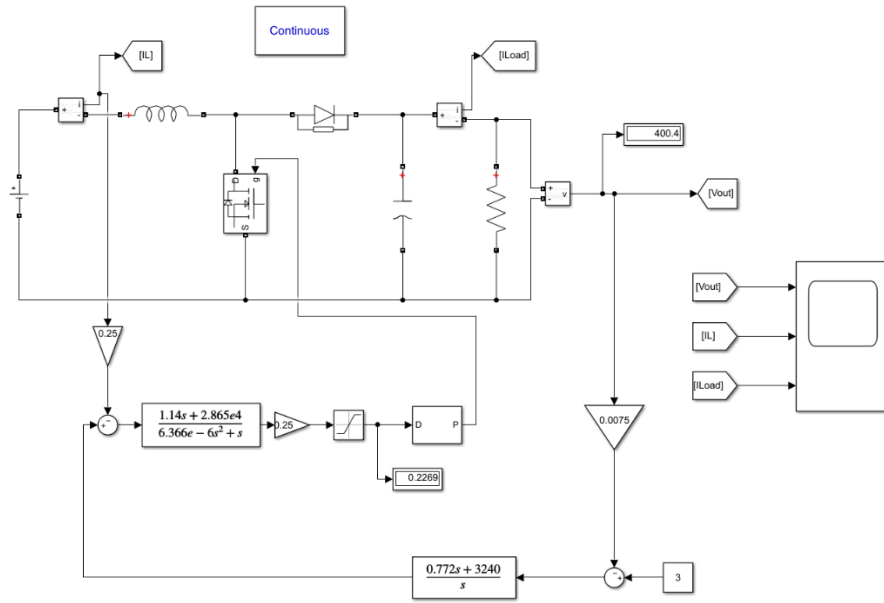 Continuous
[IL]
[ILoad]
i
+
-
i
+
-
400.4
D
g
S
+
+
-
v
[Vout]
[Vout]
[IL]
[ILoad]
0.25
0.0075
1.14s + 2.865e4
6.366e − 6s² + s
0.25
D
P
0.2269
0.772s + 3240
s
3